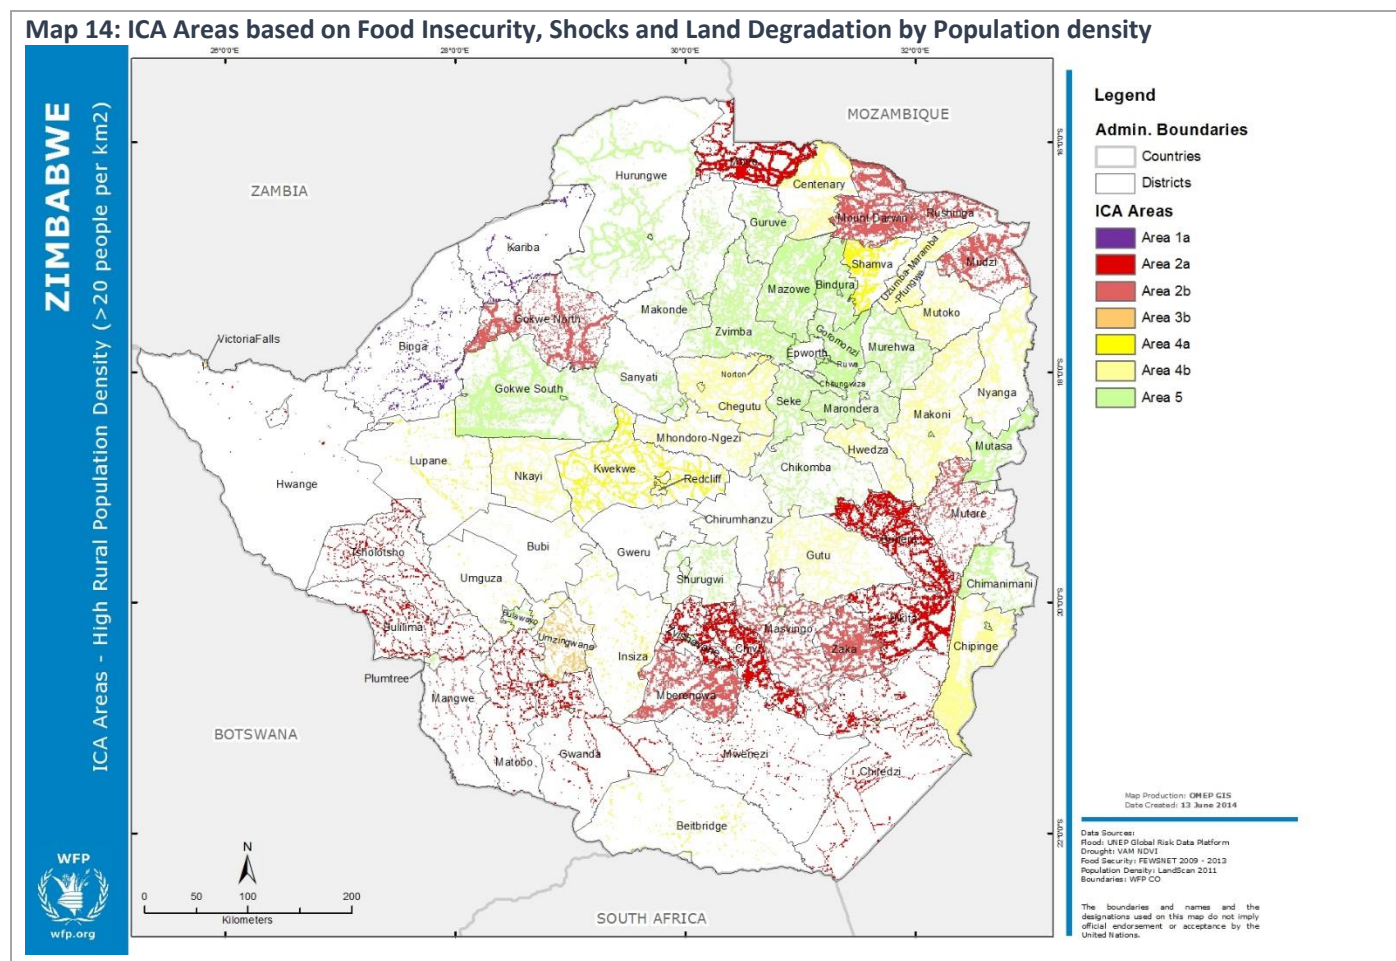 Map 14: ICA Areas based on Food Insecurity, Shocks and Land Degradation by Population density
ZIMBABWE
ICA Areas - High Rural Population Density (>20 people per km2)
WFP
wfp.org
26°0'0"E
28°0'0"E
30°0'0"E
32°0'0"E
MOZAMBIQUE
ZAMBIA
BOTSWANA
SOUTH AFRICA
Hurungwe
Centenary
Mount Darwin
Rushinga
Guruve
Kariba
Shamva
Uzumba-Maramba
-Pfungwe
Mudzi
Mazowe
Bindura
Makonde
Gokwe North
Mutoko
Zvimba
Goromonzi
Murehwa
VictoriaFalls
Binga
Epworth
Ruwa
Norton
Chitungwiza
Sanyati
Gokwe South
Nyanga
Chegutu
Seke
Marondera
Makoni
Mutasa
Mhondoro-Ngezi
Hwedza
Lupane
Nkayi
Kwekwe
Chikomba
Redcliff
Hwange
Mutare
Chirumhanzu
Tsholotsho
Bubi
Gweru
Gutu
Umguza
Shurugwi
Chimanimani
Bulawayo
Bulilima
Umzingwane
Masvingo
Bikita
Insiza
Zaka
Chipinge
Plumtree
Mangwe
Mberengwa
Matobo
Gwanda
Mwenezi
Chiredzi
Beitbridge
N
0 50 100 200
Kilometers
Legend
Admin. Boundaries
Countries
Districts
ICA Areas
Area 1a
Area 2a
Area 2b
Area 3b
Area 4a
Area 4b
Area 5
Map Production: OMEP GIS
Date Created: 13 June 2014
Data Sources:
Flood: UNEP Global Risk Data Platform
Drought: VAM NDVI
Food Security: FEWSNET 2009 - 2013
Population Density: LandScan 2011
Boundaries: WFP CO
The boundaries and names and the
designations used on this map do not imply
official endorsement or acceptance by the
United Nations.